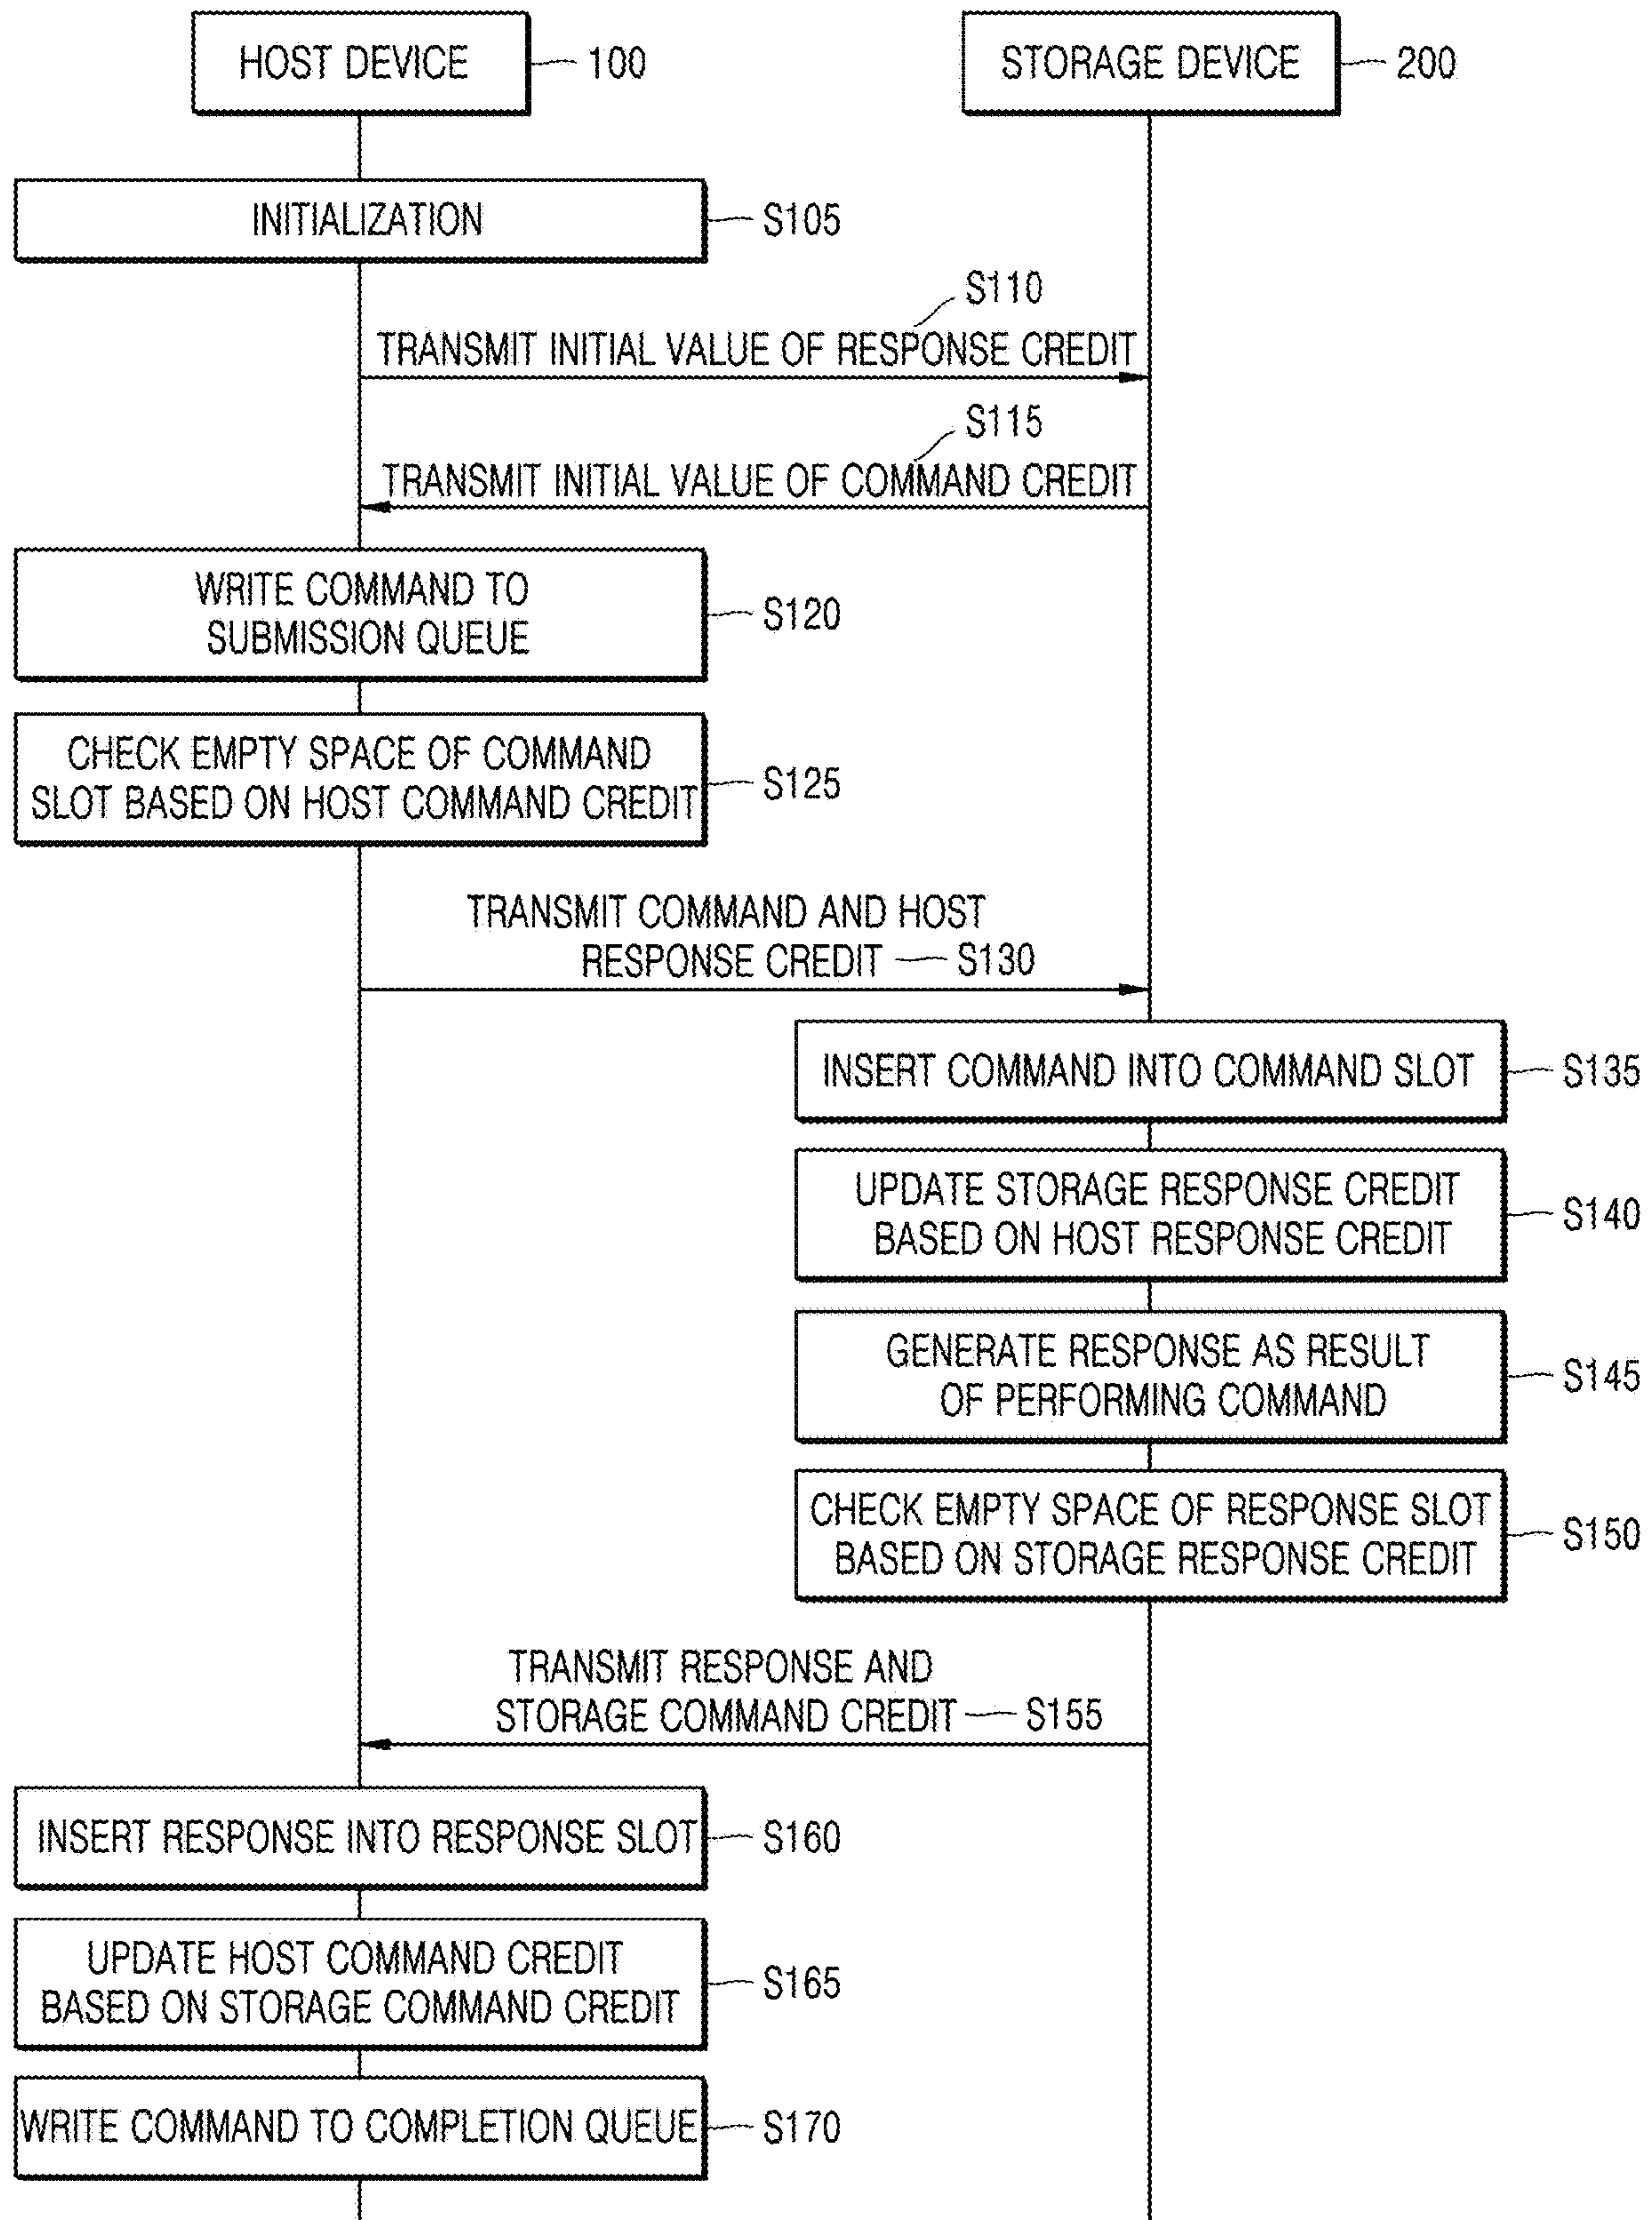 HOST DEVICE 100
STORAGE DEVICE 200
INITIALIZATION S105
S110
TRANSMIT INITIAL VALUE OF RESPONSE CREDIT
S115
TRANSMIT INITIAL VALUE OF COMMAND CREDIT
WRITE COMMAND TO
SUBMISSION QUEUE
S120
CHECK EMPTY SPACE OF COMMAND
SLOT BASED ON HOST COMMAND CREDIT
S125
TRANSMIT COMMAND AND HOST
RESPONSE CREDIT S130
INSERT COMMAND INTO COMMAND SLOT S135
UPDATE STORAGE RESPONSE CREDIT
BASED ON HOST RESPONSE CREDIT
S140
GENERATE RESPONSE AS RESULT
OF PERFORMING COMMAND
S145
CHECK EMPTY SPACE OF RESPONSE SLOT
BASED ON STORAGE RESPONSE CREDIT
S150
TRANSMIT RESPONSE AND
STORAGE COMMAND CREDIT S155
INSERT RESPONSE INTO RESPONSE SLOT S160
UPDATE HOST COMMAND CREDIT
BASED ON STORAGE COMMAND CREDIT
S165
WRITE COMMAND TO COMPLETION QUEUE S170